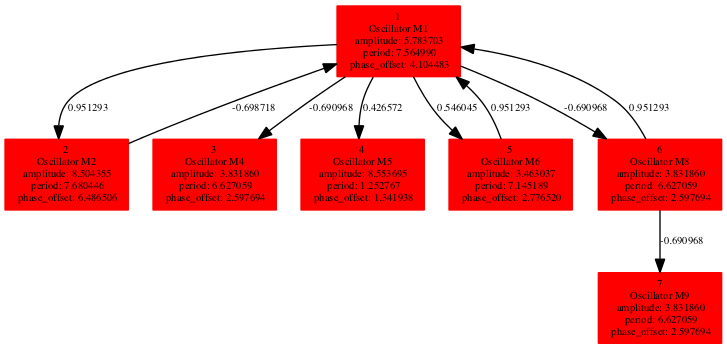 1
Oscillator M1
amplitude: 5.783703
period: 7.564990
phase_offset: 4.104483
0.951293
-0.698718
-0.690968
0.426572
0.546045
0.951293
-0.690968
0.951293
2
Oscillator M2
amplitude: 8.504355
period: 7.680446
phase_offset: 6.486506
3
Oscillator M4
amplitude: 3.831860
period: 6.627059
phase_offset: 2.597694
4
Oscillator M5
amplitude: 8.553695
period: 1.252767
phase_offset: 1.341938
5
Oscillator M6
amplitude: 3.463037
period: 7.145189
phase_offset: 2.776520
6
Oscillator M8
amplitude: 3.831860
period: 6.627059
phase_offset: 2.597694
-0.690968
7
Oscillator M9
amplitude: 3.831860
period: 6.627059
phase_offset: 2.597694